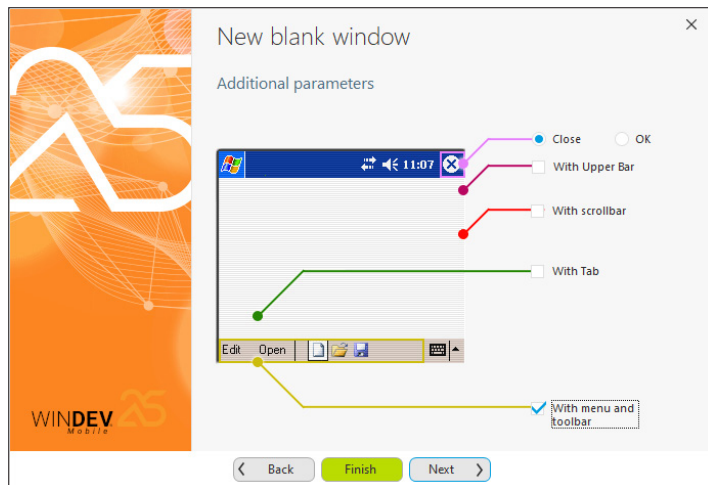 New blank window
Additional parameters
Close OK
11:07
With Upper Bar
With scrollbar
With Tab
Edit Open
With menu and
toolbar
25
WINDEV
Mobile
Back Finish Next